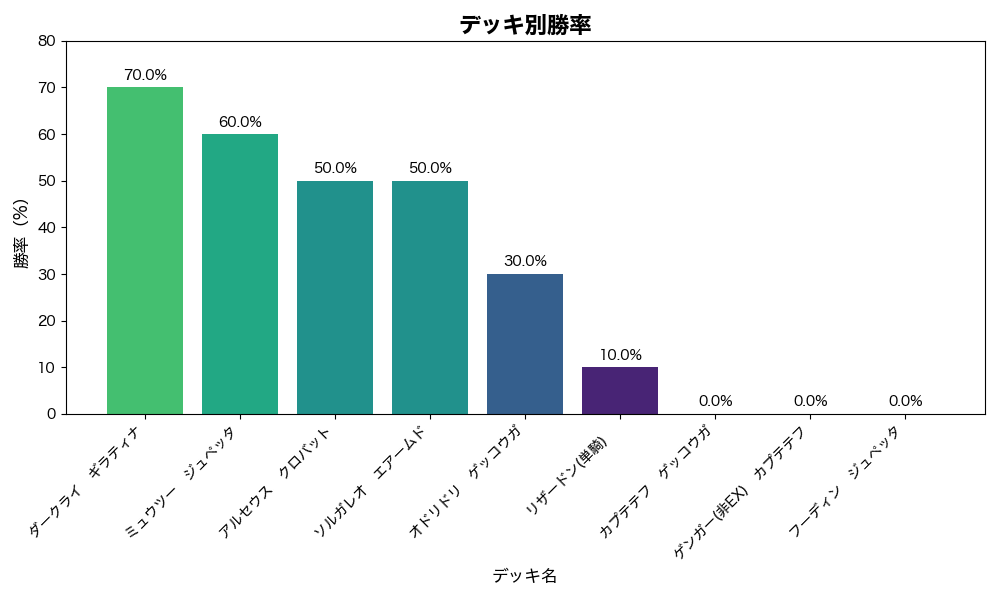 デッキ別勝率
勝率（%）
80
70
60
50
40
30
20
10
0
70.0%
60.0%
50.0%
50.0%
30.0%
10.0%
0.0%
0.0%
0.0%
ダークライ　ギラティナ
ミュウツー　ジュペッタ
アルセウス　クロバット
ソルガレオ　エアームド
オドリドリ　ゲッコウガ
リザードン(単騎)
カプテテフ　ゲッコウガ
ゲンガー(非EX)　カプテテフ
フーディン　ジュペッタ
デッキ名